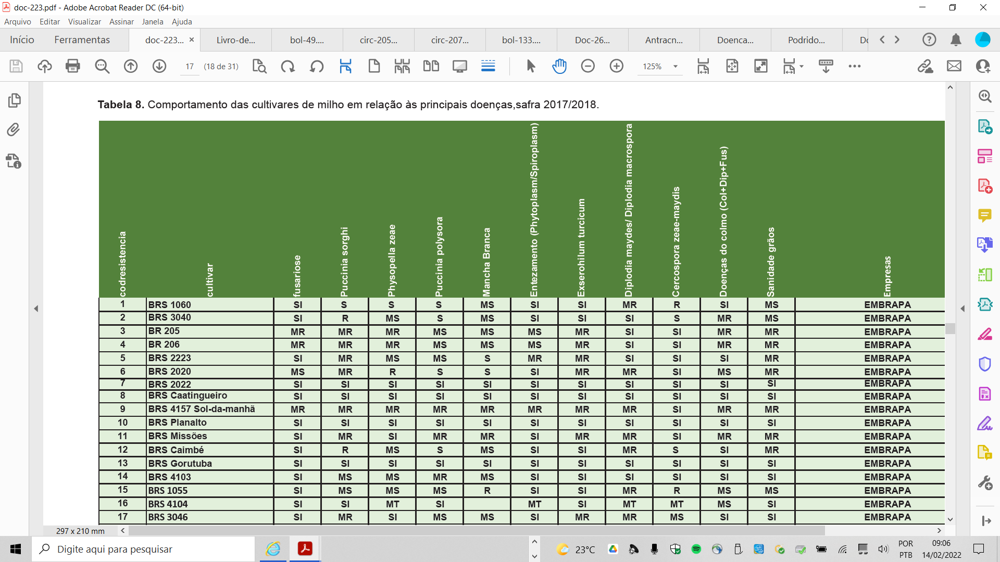 doc-223.pdf - Adobe Acrobat Reader DC (64-bit)
Arquivo Editar Visualizar Assinar Janela Ajuda
Início Ferramentas doc-223... × Livro-de... bol-49.... circ-205... circ-207... bol-133.... Doc-26... Antracn... Doenca... Podrido... Do
17 (18 de 31) 125%
Tabela 8. Comportamento das cultivares de milho em relação às principais doenças,safra 2017/2018.
codresistencia cultivar fusariose Puccinia sorghi Physopella zeae Puccinia polysora Mancha Branca Entezamento (Phytoplasm/Spiroplasm) Exserohilum turcicum Diplodia maydes/ Diplodia macrospora Cercospora zeae-maydis Doenças do colmo (Col+Dip+Fus) Sanidade grãos Empresas
1 BRS 1060 SI S S S MS SI SI MR R SI MS EMBRAPA
2 BRS 3040 SI R MS S MS SI SI SI S MR MS EMBRAPA
3 BR 205 MR MR MR MS MS MS MR SI SI MR MR EMBRAPA
4 BR 206 MR MR MR MS MS MS MR SI SI MR MR EMBRAPA
5 BRS 2223 SI MR MS MS S MR MR SI SI SI MR EMBRAPA
6 BRS 2020 MS MR R S S SI MR MR SI MS MR EMBRAPA
7 BRS 2022 SI SI SI SI SI SI SI SI SI SI SI EMBRAPA
8 BRS Caatingueiro SI SI SI SI SI SI SI SI SI SI SI EMBRAPA
9 BRS 4157 Sol-da-manhã MR MR MR MR MR MR MR MR SI MR MR EMBRAPA
10 BRS Planalto SI SI SI SI SI SI SI SI SI SI SI EMBRAPA
11 BRS Missões SI MR SI MR MR SI MR MR SI MR MR EMBRAPA
12 BRS Caimbé SI R MS S MS SI SI MR S SI MR EMBRAPA
13 BRS Gorutuba SI SI SI SI SI SI SI SI SI SI SI EMBRAPA
14 BRS 4103 SI MS MS MR MS SI SI SI SI SI SI EMBRAPA
15 BRS 1055 SI MS MS MS R SI SI MR R MS MS EMBRAPA
16 BRS 4104 SI SI MT SI MT SI MT MT MS SI EMBRAPA
17 BRS 3046 SI MR SI MS MS SI MR MR MS SI SI EMBRAPA
297 x 210 mm
Digite aqui para pesquisar 23°C POR PTB 09:06 14/02/2022